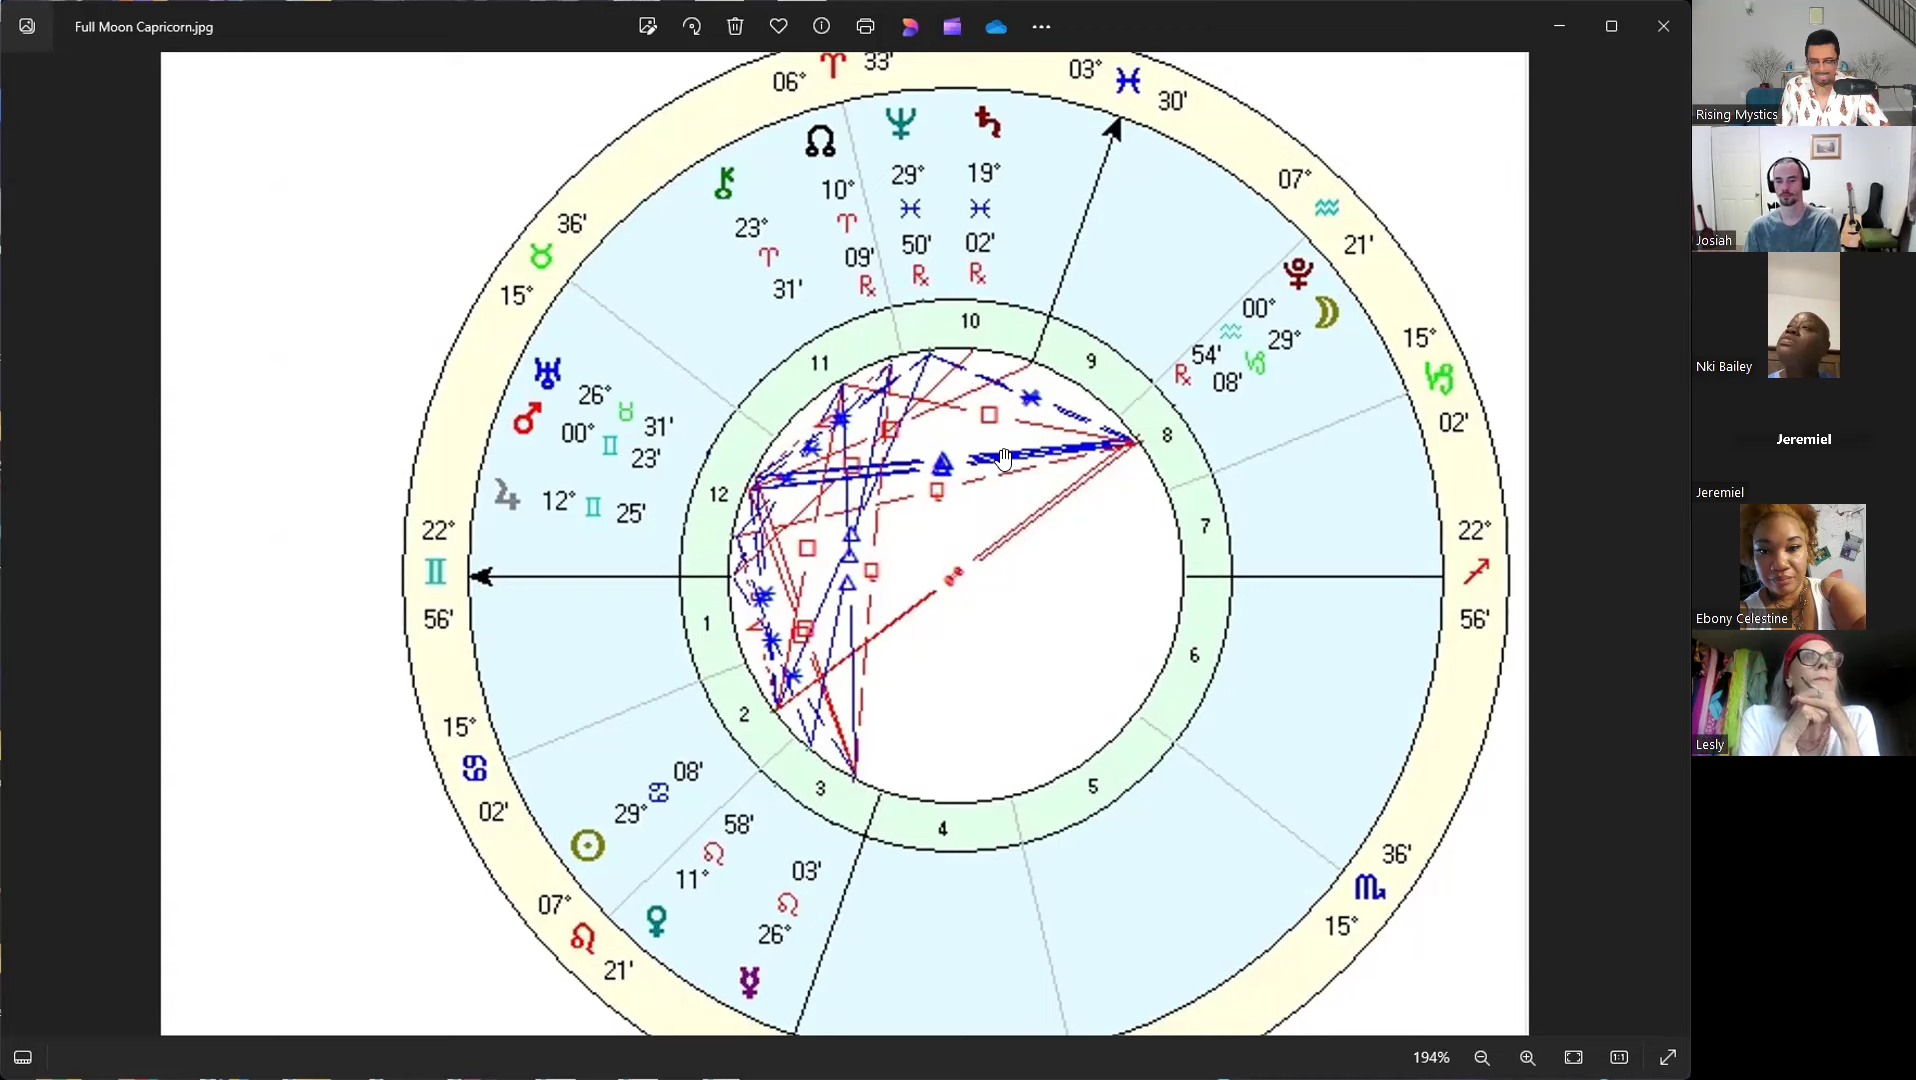 Full Moon Capricorn.jpg
06° ♈ 33'
03° ♓ 30'
07° ♒ 21'
15° ♑ 02'
22° ♐ 56'
36' ♏ 15°
36' ♉ 15°
22° ♊ 56'
15° ♋ 02'
07° ♌ 21'
⚷ 23° ♈ 31'
☊ 10° ♈ 09' ℞
♆ 29° ♓ 50' ℞
♄ 19° ♓ 02' ℞
♇ 00° ♒ 54' ℞
☽ 29° ♑ 08'
♅ 26° ♉ 31'
♂ 00° ♊ 23'
♃ 12° ♊ 25'
☉ 29° ♋ 08'
♀ 11° ♌ 58'
☿ 26° ♌ 03'
1
2
3
4
5
6
7
8
9
10
11
12
Rising Mystics
Josiah
Nki Bailey
Jeremiel
Jeremiel
Ebony Celestine
Lesly
194%
1:1